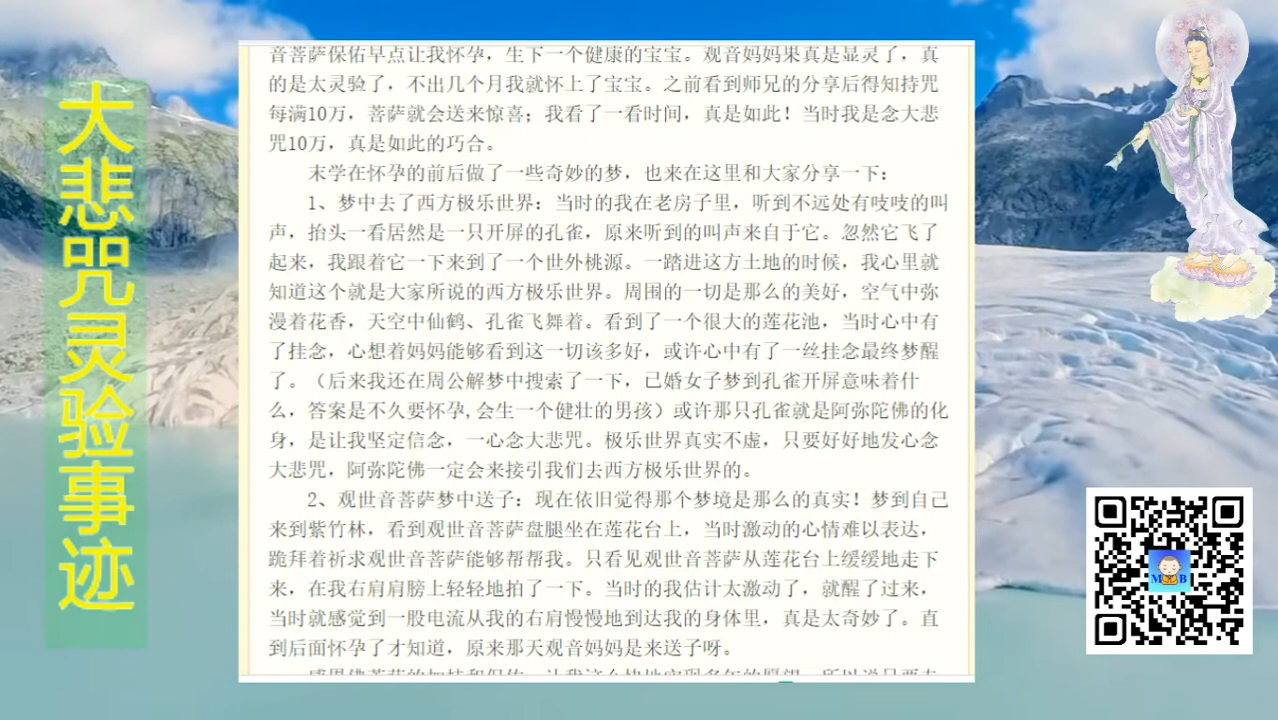 大悲咒灵验事迹
音菩萨保佑早点让我怀孕，生下一个健康的宝宝。观音妈妈果真是显灵了，真
的是太灵验了，不出几个月我就怀上了宝宝。之前看到师兄的分享后得知持咒
每满10万，菩萨就会送来惊喜；我看了一看时间，真是如此！当时我是念大悲
咒10万，真是如此的巧合。
末学在怀孕的前后做了一些奇妙的梦，也来在这里和大家分享一下：
1、梦中去了西方极乐世界：当时的我在老房子里，听到不远处有吱吱的叫
声，抬头一看居然是一只开屏的孔雀，原来听到的叫声来自于它。忽然它飞了
起来，我跟着它一下来到了一个世外桃源。一踏进这方土地的时候，我心里就
知道这个就是大家所说的西方极乐世界。周围的一切是那么的美好，空气中弥
漫着花香，天空中仙鹤、孔雀飞舞着。看到了一个很大的莲花池，当时心中有
了挂念，心想着妈妈能够看到这一切该多好，或许心中有了一丝挂念最终梦醒
了。（后来我还在周公解梦中搜索了一下，已婚女子梦到孔雀开屏意味着什
么，答案是不久要怀孕,会生一个健壮的男孩）或许那只孔雀就是阿弥陀佛的化
身，是让我坚定信念，一心念大悲咒。极乐世界真实不虚，只要好好地发心念
大悲咒，阿弥陀佛一定会来接引我们去西方极乐世界的。
2、观世音菩萨梦中送子：现在依旧觉得那个梦境是那么的真实！梦到自己
来到紫竹林，看到观世音菩萨盘腿坐在莲花台上，当时激动的心情难以表达，
跪拜着祈求观世音菩萨能够帮帮我。只看见观世音菩萨从莲花台上缓缓地走下
来，在我右肩肩膀上轻轻地拍了一下。当时的我估计太激动了，就醒了过来，
当时就感觉到一股电流从我的右肩慢慢地到达我的身体里，真是太奇妙了。直
到后面怀孕了才知道，原来那天观音妈妈是来送子呀。
感恩佛菩萨的加持和保佑，让我这么快地实现多年的愿望，所以说只要去
M B